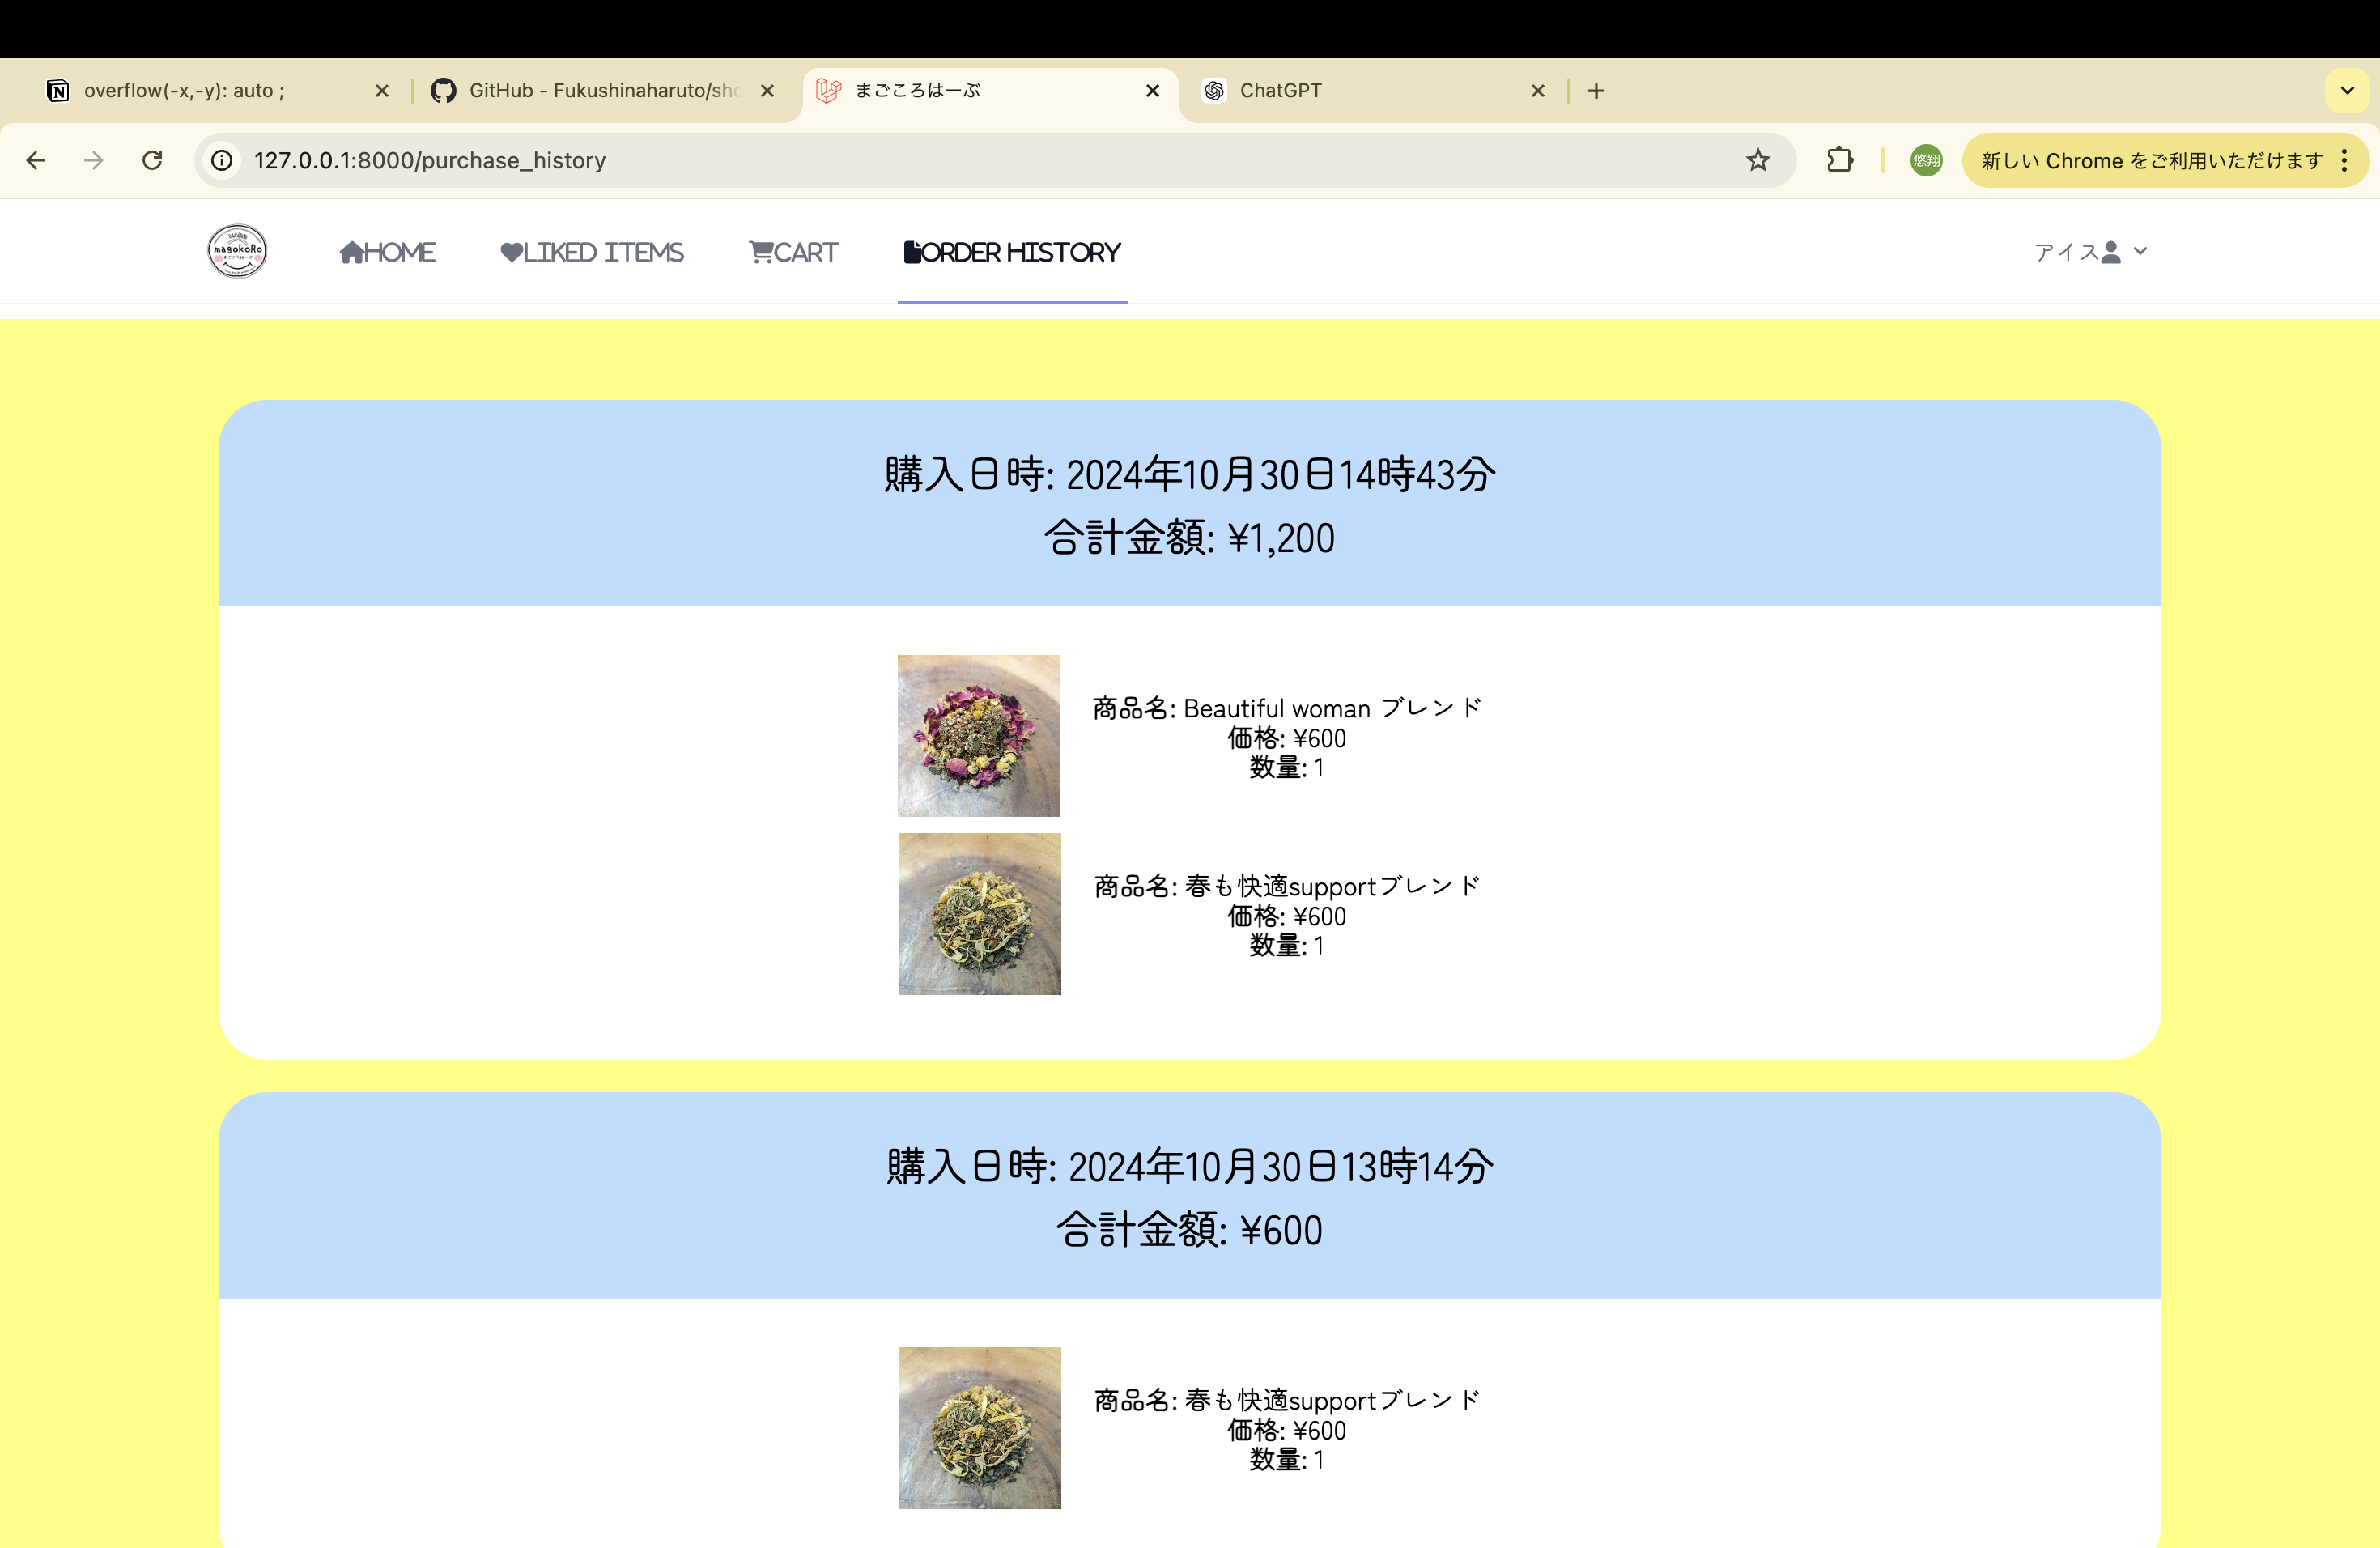 overflow(-x,-y): auto ;
GitHub - Fukushinaharuto/sho
まごころはーぶ
ChatGPT
127.0.0.1:8000/purchase_history
悠翔
新しい Chrome をご利用いただけます
magokoRo
まごころはーぶ
HOME
LIKED ITEMS
CART
ORDER HISTORY
アイス
購入日時: 2024年10月30日14時43分
合計金額: ¥1,200
商品名: Beautiful woman ブレンド
価格: ¥600
数量: 1
商品名: 春も快適supportブレンド
価格: ¥600
数量: 1
購入日時: 2024年10月30日13時14分
合計金額: ¥600
商品名: 春も快適supportブレンド
価格: ¥600
数量: 1